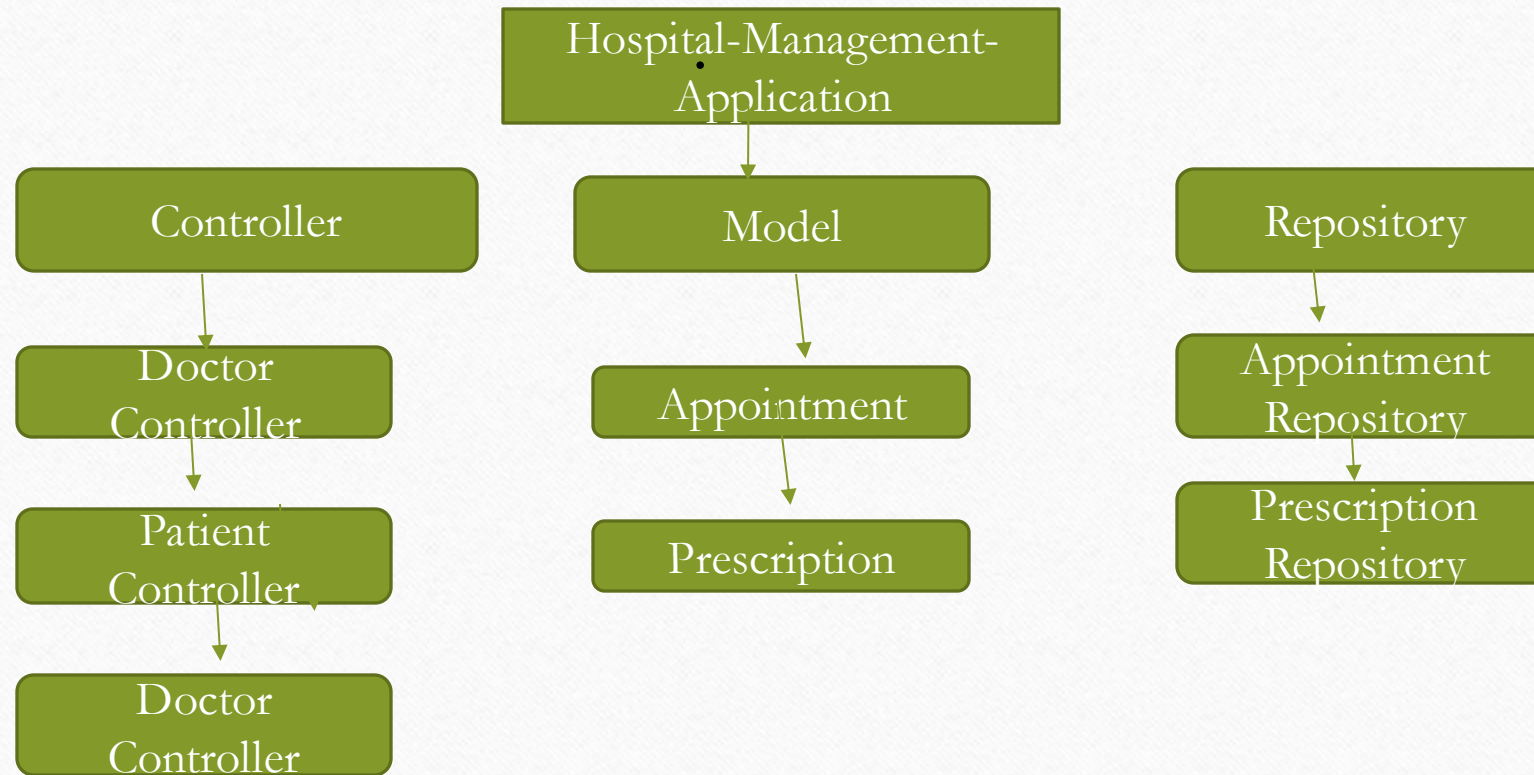 Hospital-Management-
Application
Controller
Doctor
Controller
Patient
Controller
Doctor
Controller
Model
Appointment
Prescription
Repository
Appointment
Repository
Prescription
Repository